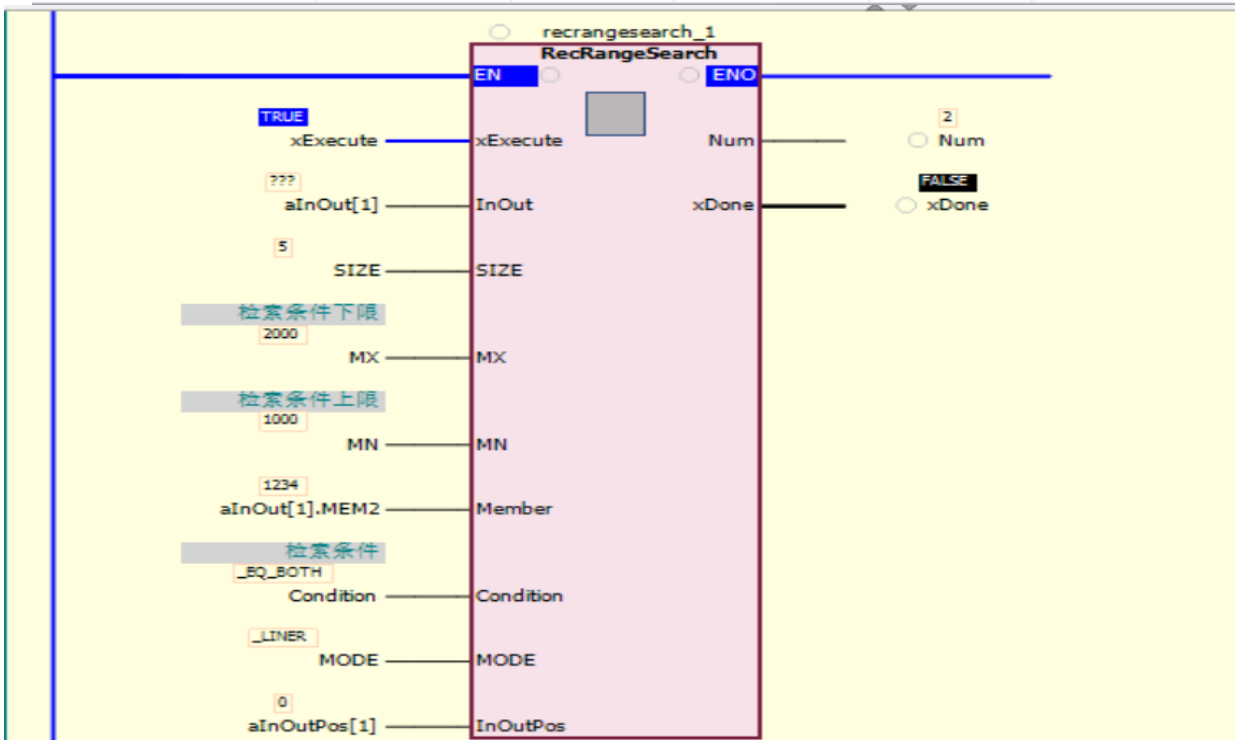 recrangesearch_1
RecRangeSearch
EN ENO
TRUE 2
xExecute xExecute Num Num
??? FALSE
aInOut[1] InOut xDone xDone
5
SIZE SIZE
检索条件下限
2000
MX MX
检索条件上限
1000
MN MN
1234
aInOut[1].MEM2 Member
检索条件
_EQ_BOTH
Condition Condition
_LINER
MODE MODE
0
aInOutPos[1] InOutPos